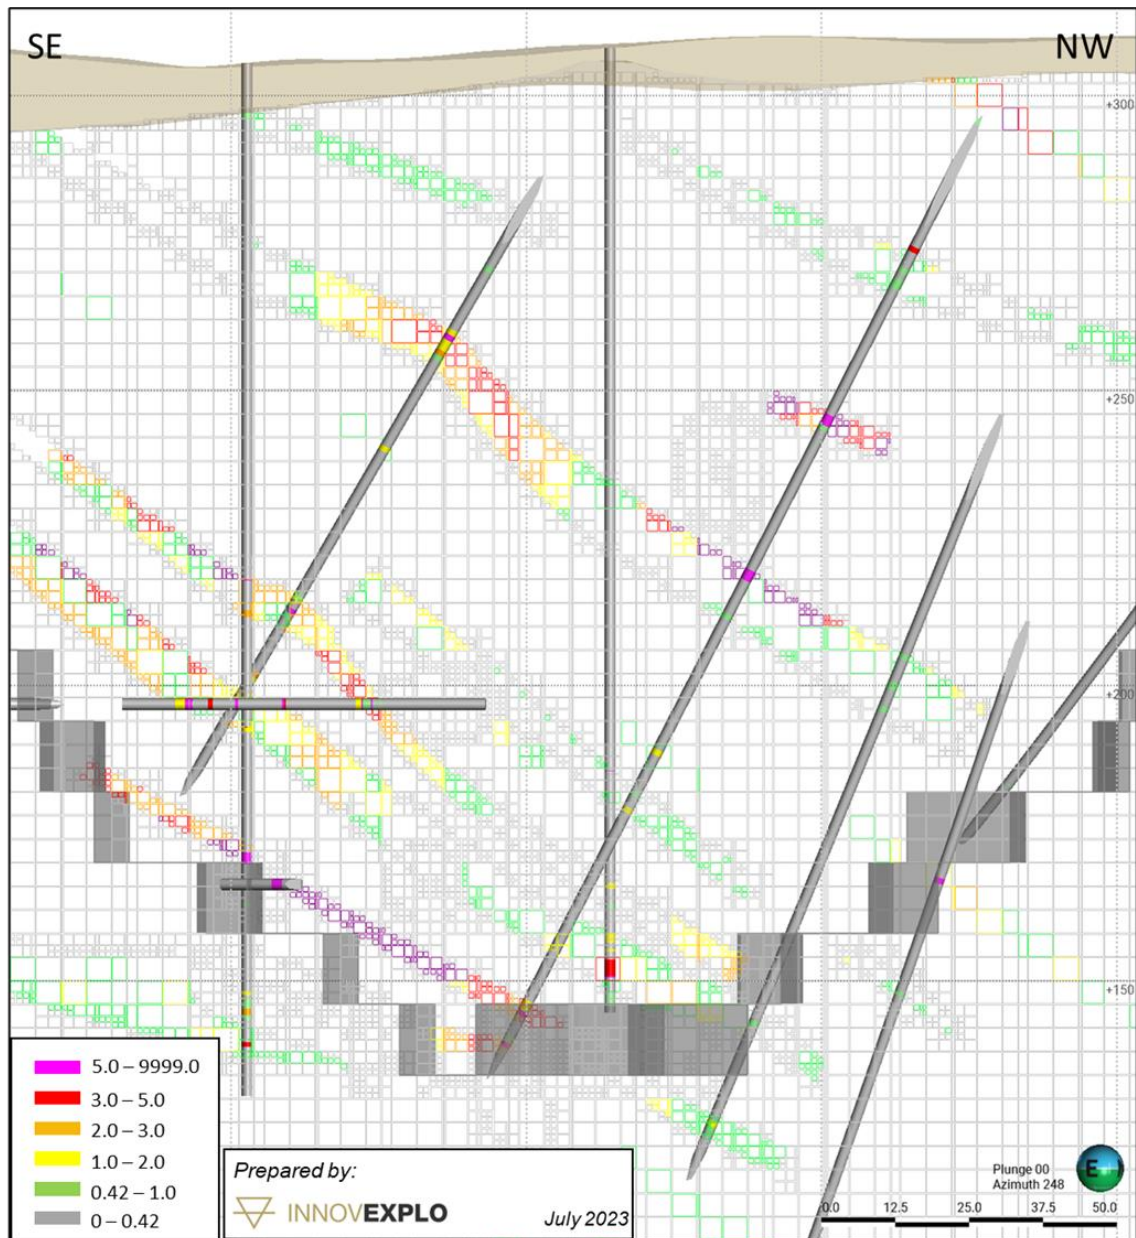 SE
NW
+300
+250
+200
+150
5.0 – 9999.0
3.0 – 5.0
2.0 – 3.0
1.0 – 2.0
0.42 – 1.0
0 – 0.42
Prepared by:
INNOVEXPLO
July 2023
Plunge 00
Azimuth 248
E
0.0 12.5 25.0 37.5 50.0